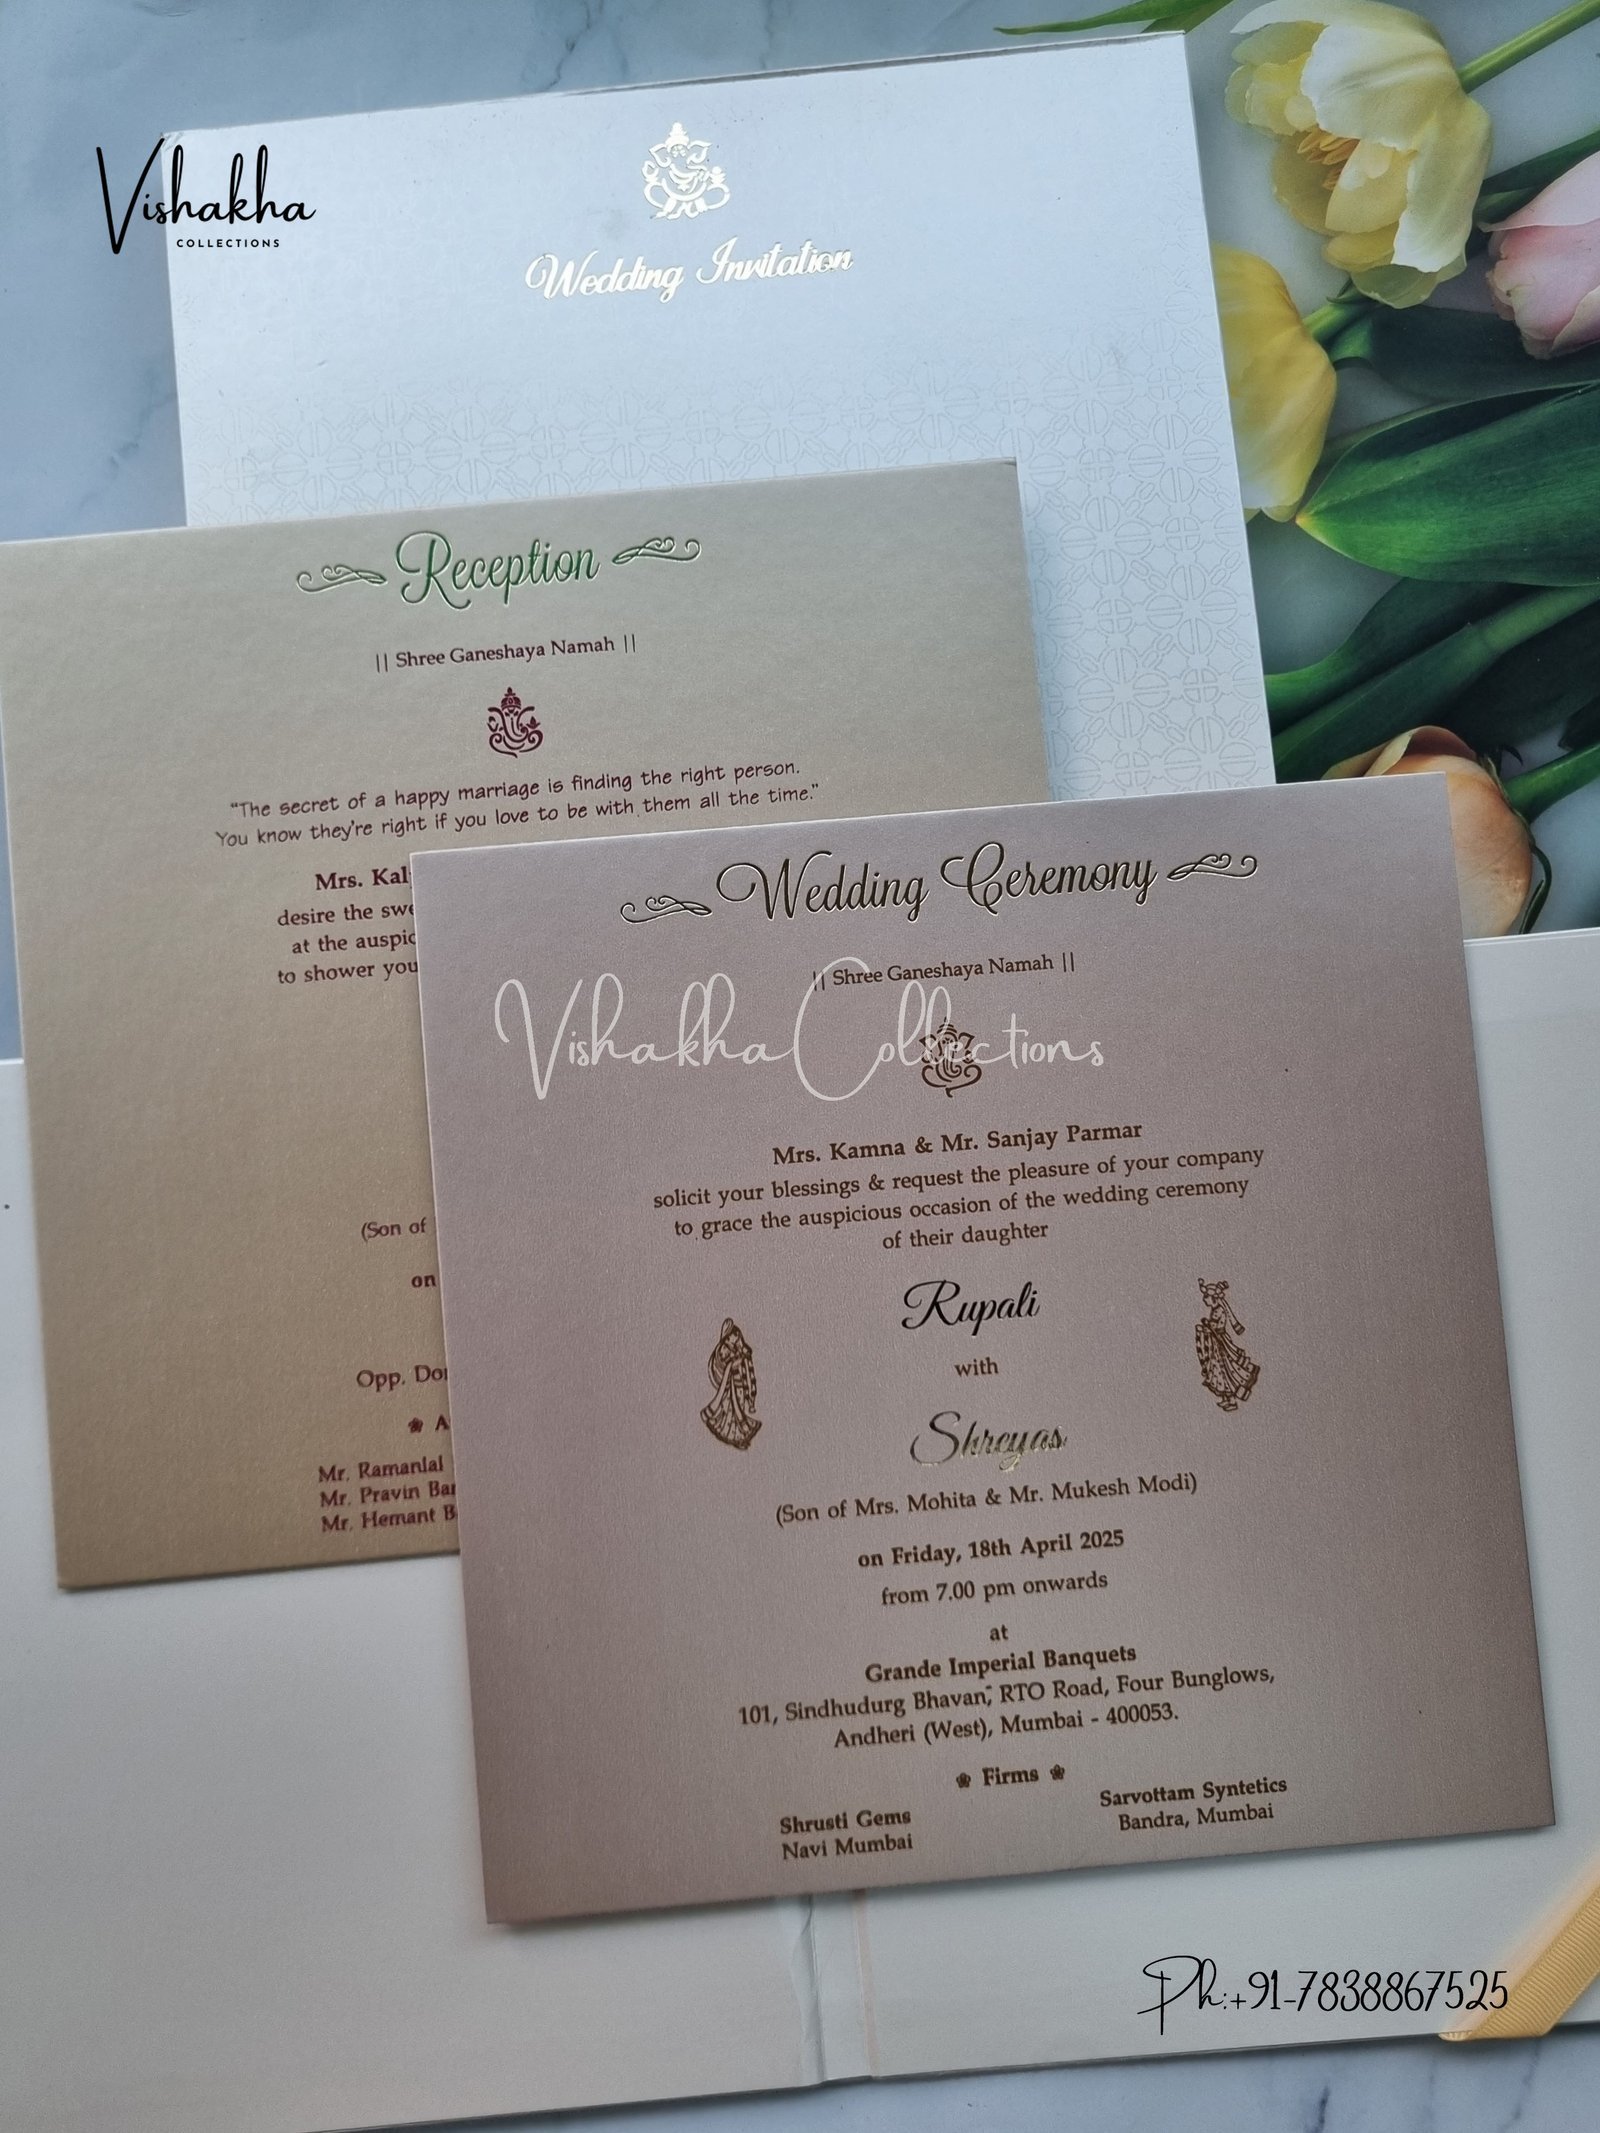 Vishakha
COLLECTIONS
Wedding Invitation
Reception
|| Shree Ganeshaya Namah ||
"The secret of a happy marriage is finding the right person.
You know they're right if you love to be with them all the time."
Mrs. Kal
desire the swe
at the auspic
to shower you
(Son of
on
Opp. Do
A
Mr. Ramanlal
Mr. Pravin Ba
Mr. Hemant B
Wedding Ceremony
|| Shree Ganeshaya Namah ||
Vishakha Collections
Mrs. Kamna & Mr. Sanjay Parmar
solicit your blessings & request the pleasure of your company
to grace the auspicious occasion of the wedding ceremony
of their daughter
Rupali
with
Shreyas
(Son of Mrs. Mohita & Mr. Mukesh Modi)
on Friday, 18th April 2025
from 7.00 pm onwards
at
Grande Imperial Banquets
101, Sindhudurg Bhavan, RTO Road, Four Bunglows,
Andheri (West), Mumbai - 400053.
Firms
Shrusti Gems
Navi Mumbai
Sarvottam Syntetics
Bandra, Mumbai
Ph:+91-7838867525